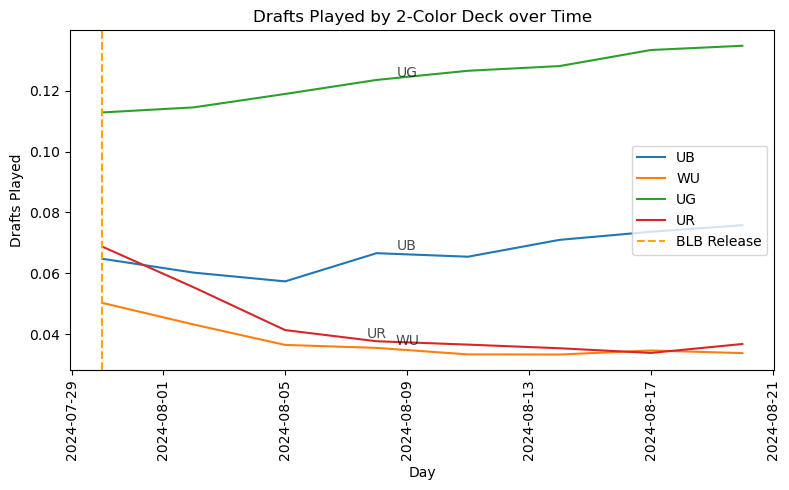 Drafts Played by 2-Color Deck over Time
Drafts Played
0.12
0.10
0.08
0.06
0.04
UG
UB
UR
WU
UB
WU
UG
UR
BLB Release
2024-07-29
2024-08-01
2024-08-05
2024-08-09
2024-08-13
2024-08-17
2024-08-21
Day